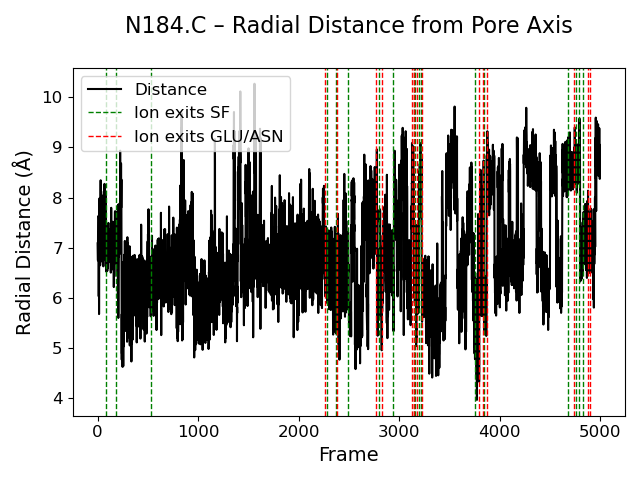 N184.C – Radial Distance from Pore Axis
Distance
Ion exits SF
Ion exits GLU/ASN
Radial Distance (Å)
10
9
8
7
6
5
4
0 1000 2000 3000 4000 5000
Frame